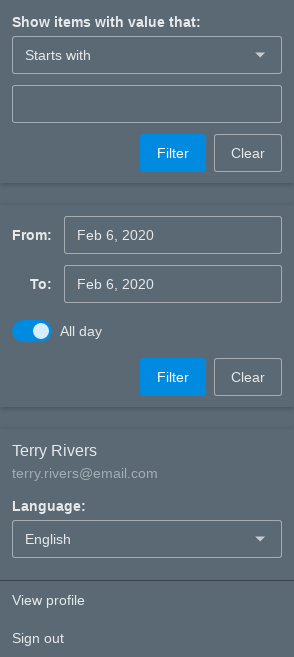 Show items with value that:
Starts with
Filter
Clear
From:
Feb 6, 2020
To:
Feb 6, 2020
All day
Filter
Clear
Terry Rivers
terry.rivers@email.com
Language:
English
View profile
Sign out